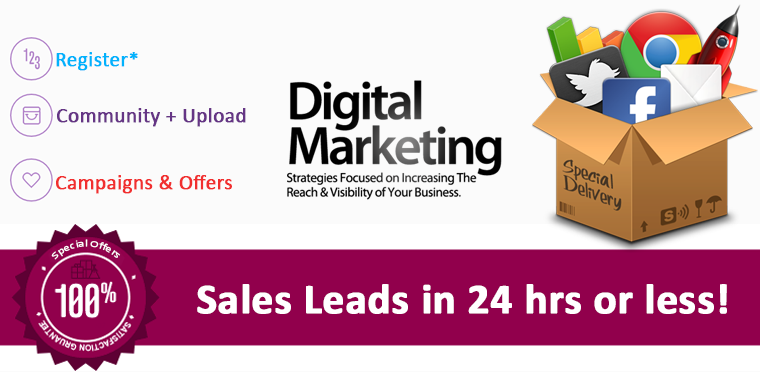 123
Register*
Community + Upload
Campaigns & Offers
Digital
Marketing
Strategies Focused on Increasing The
Reach & Visibility of Your Business.
Special
Delivery
S
f
Special Offers
100%
SATISFACTION GRUANTEE
Sales Leads in 24 hrs or less!